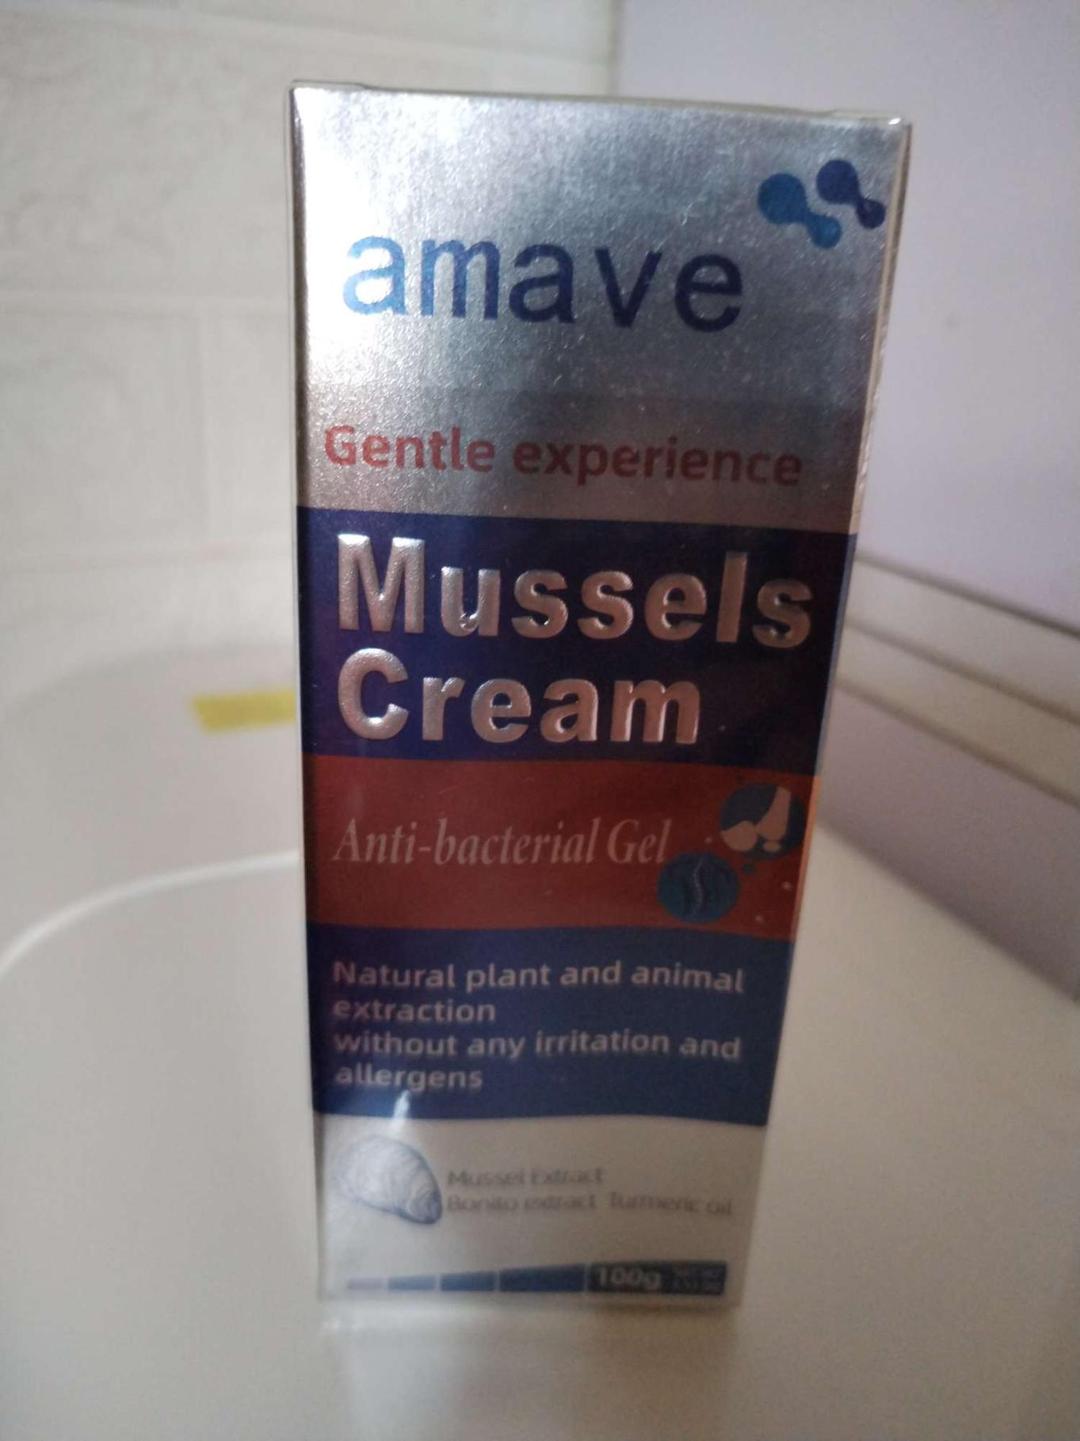 amave
Gentle experience
Mussels
Cream
Anti-bacterial Gel
Natural plant and animal
extraction
without any irritation and
allergens
Mussel Extract
Bonito extract Turmeric oil
100g